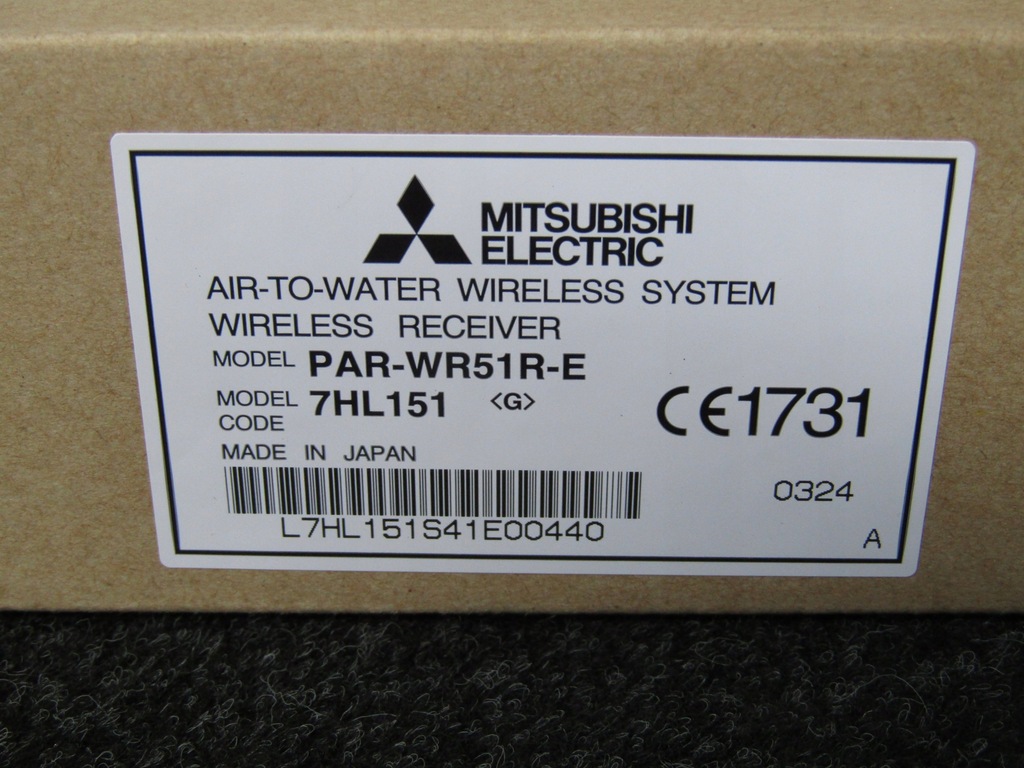 MITSUBISHI
ELECTRIC
AIR-TO-WATER WIRELESS SYSTEM
WIRELESS RECEIVER
MODEL PAR-WR51R-E
MODEL CODE 7HL151 <G>
CE1731
MADE IN JAPAN
0324
L7HL151S41E00440
A